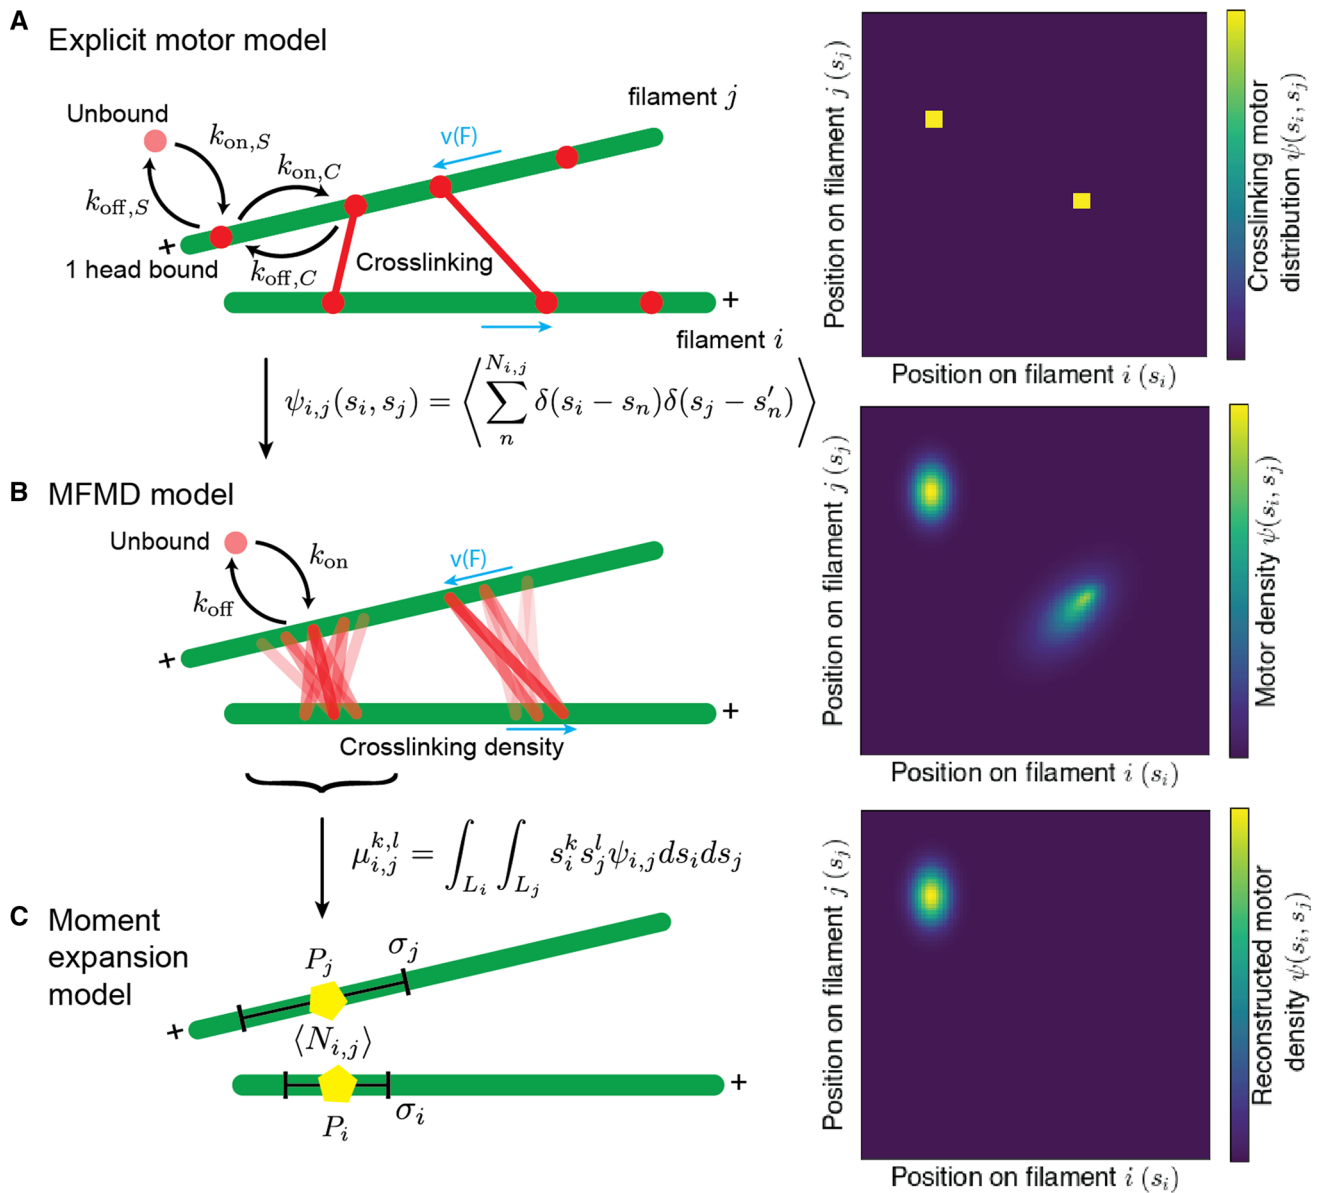 A
Explicit motor model
filament j
Unbound
k_on,S
v(F)
k_on,C
k_off,S
+
1 head bound
k_off,C
Crosslinking
+
filament i
Position on filament j (s_j)
Position on filament i (s_i)
Crosslinking motor
distribution ψ(s_i, s_j)
ψ_i,j(s_i, s_j) = ⟨ ∑_n^{N_i,j} δ(s_i − s_n)δ(s_j − s′_n) ⟩
B
MFMD model
Unbound
k_on
v(F)
k_off
+
+
Crosslinking density
Position on filament j (s_j)
Position on filament i (s_i)
Motor density ψ(s_i, s_j)
μ_{i,j}^{k,l} = ∫_{L_i} ∫_{L_j} s_i^k s_j^l ψ_{i,j} ds_i ds_j
C
Moment
expansion
model
P_j
σ_j
+
⟨N_i,j⟩
+
P_i
σ_i
Position on filament j (s_j)
Position on filament i (s_i)
Reconstructed motor
density ψ(s_i, s_j)